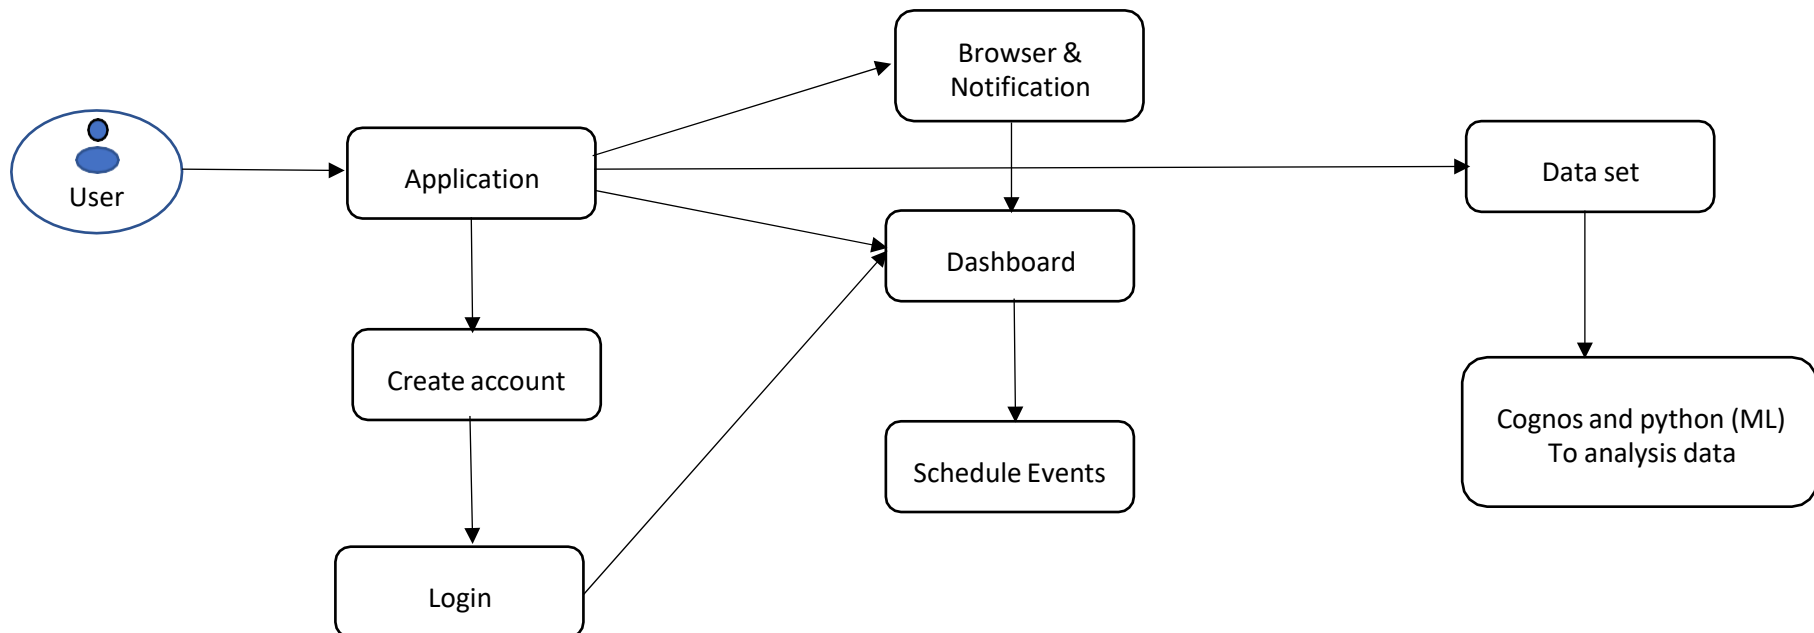 Browser &
Notification
User
Application
Data set
Dashboard
Create account
Cognos and python (ML)
To analysis data
Schedule Events
Login